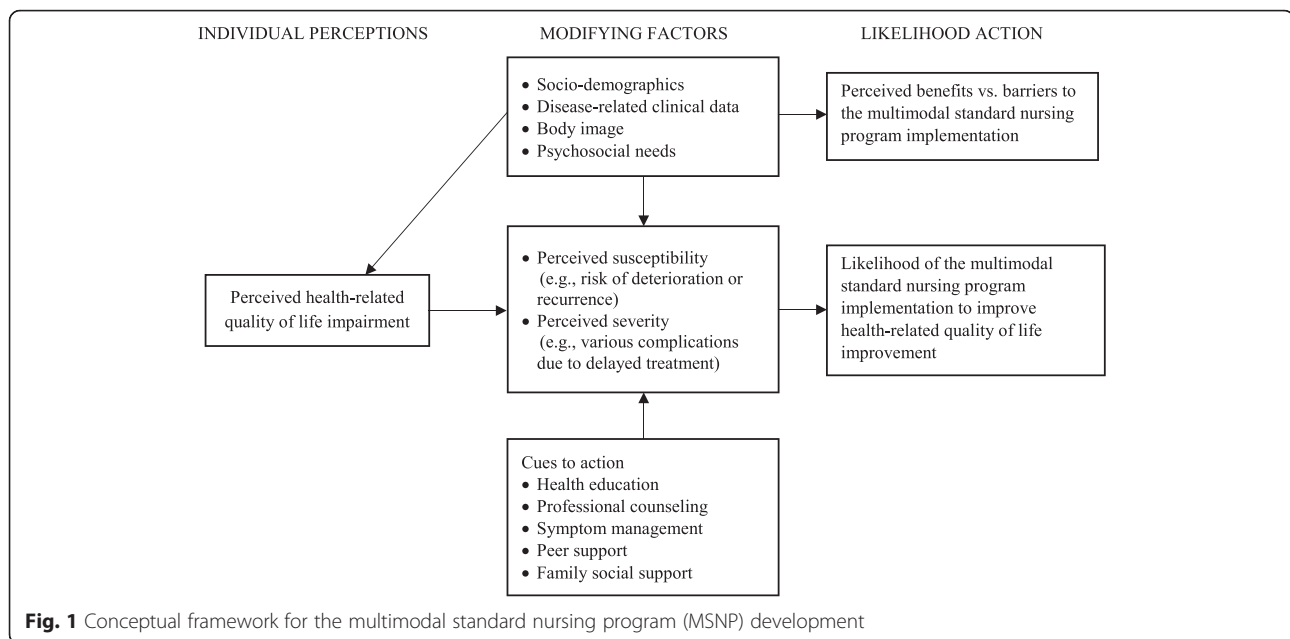 INDIVIDUAL PERCEPTIONS
MODIFYING FACTORS
LIKELIHOOD ACTION
• Socio-demographics
• Disease-related clinical data
• Body image
• Psychosocial needs
Perceived benefits vs. barriers to
the multimodal standard nursing
program implementation
Perceived health-related
quality of life impairment
• Perceived susceptibility
(e.g., risk of deterioration or
recurrence)
• Perceived severity
(e.g., various complications
due to delayed treatment)
Likelihood of the multimodal
standard nursing program
implementation to improve
health-related quality of life
improvement
Cues to action
• Health education
• Professional counseling
• Symptom management
• Peer support
• Family social support
Fig. 1 Conceptual framework for the multimodal standard nursing program (MSNP) development